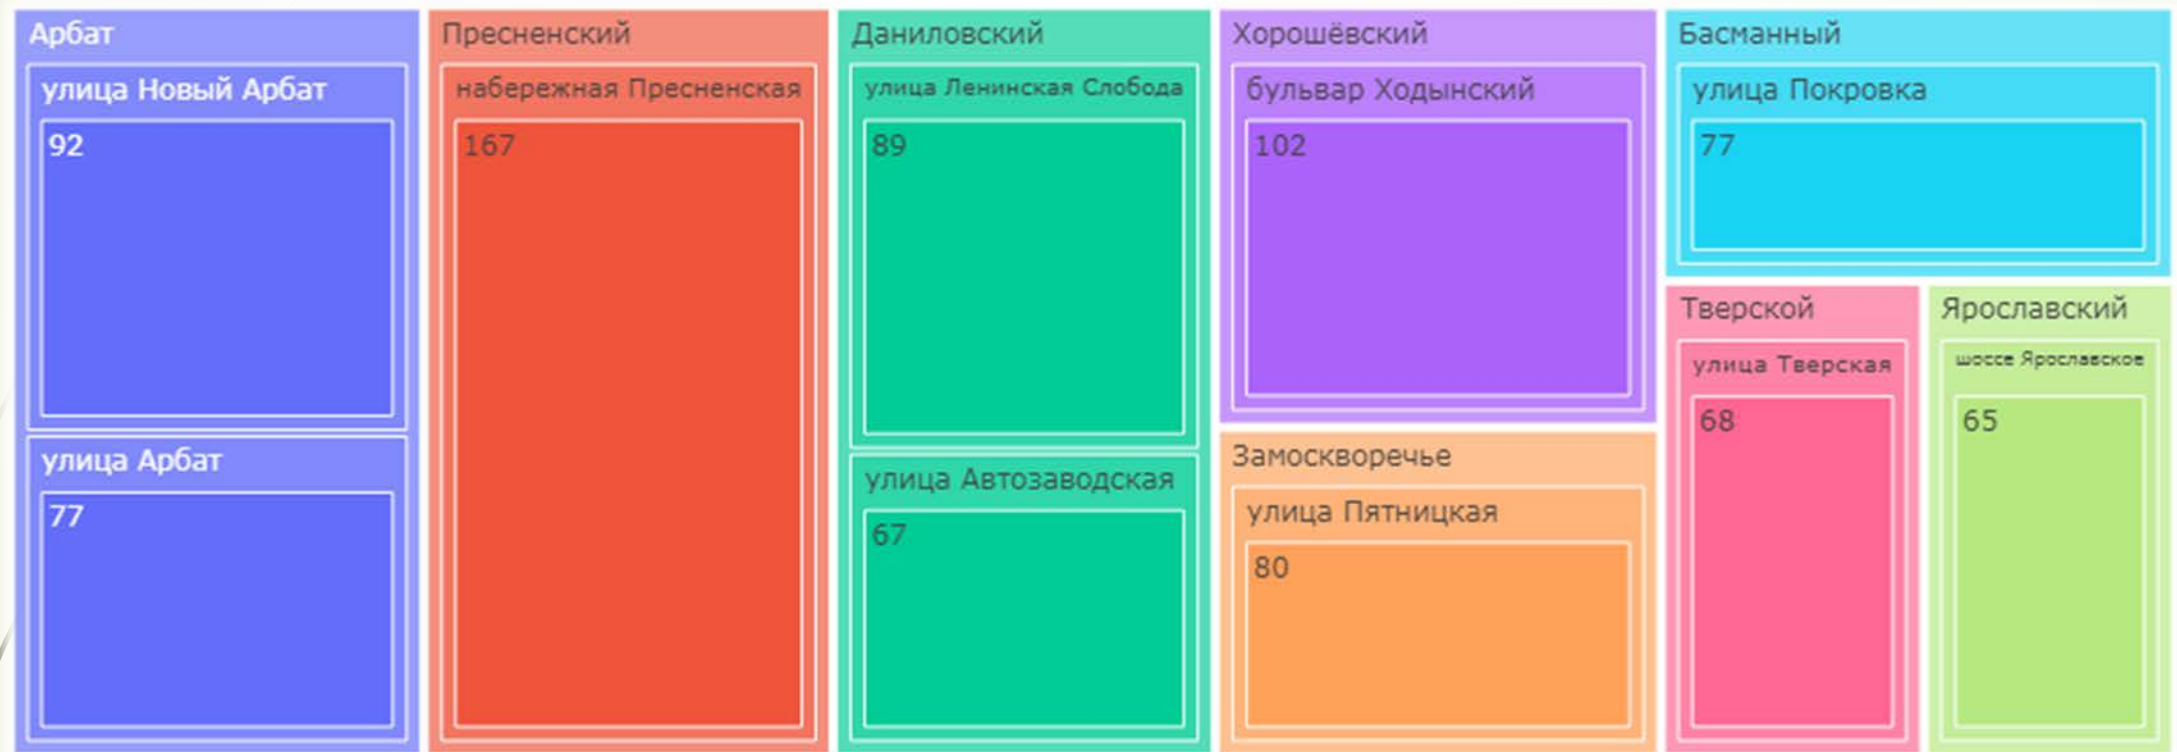 Арбат
улица Новый Арбат
92
улица Арбат
77
Пресненский
набережная Пресненская
167
Даниловский
улица Ленинская Слобода
89
улица Автозаводская
67
Хорошёвский
бульвар Ходынский
102
Замоскворечье
улица Пятницкая
80
Басманный
улица Покровка
77
Тверской
улица Тверская
68
Ярославский
шоссе Ярославское
65